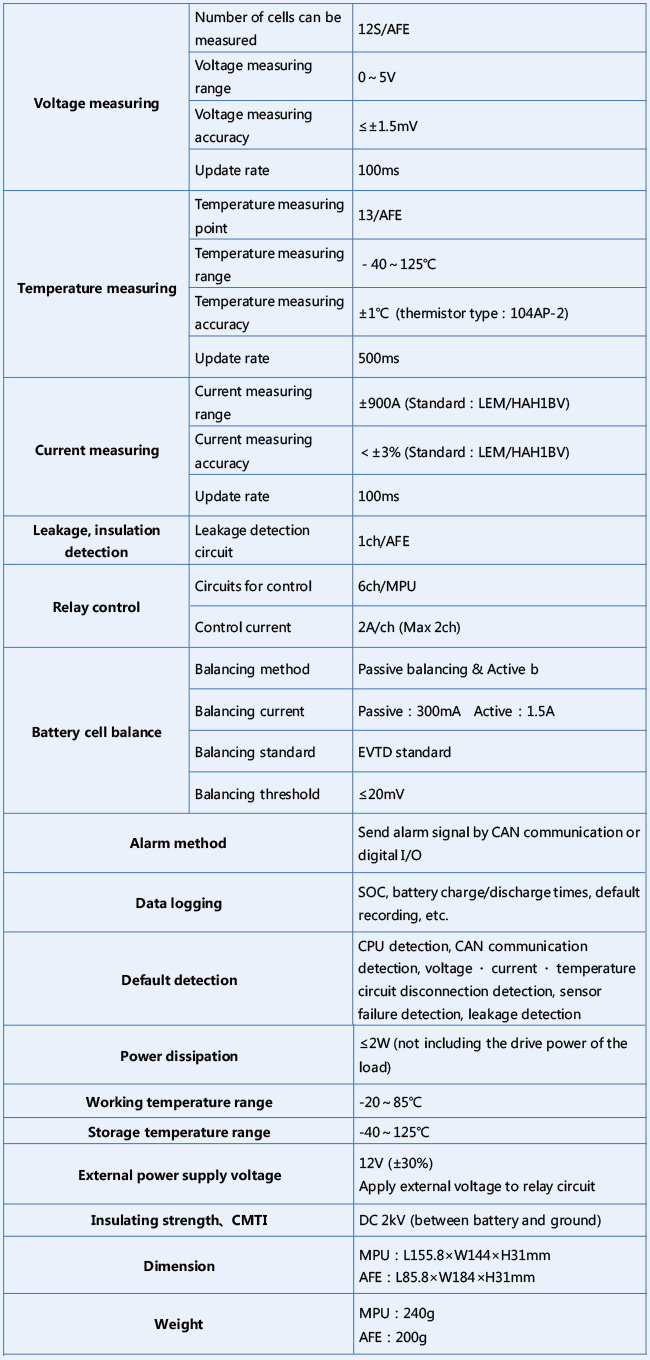 Voltage measuring
Number of cells can be
measured
12S/AFE
Voltage measuring
range
0～5V
Voltage measuring
accuracy
≤±1.5mV
Update rate
100ms
Temperature measuring
Temperature measuring
point
13/AFE
Temperature measuring
range
- 40～125℃
Temperature measuring
accuracy
±1℃ (thermistor type：104AP-2)
Update rate
500ms
Current measuring
Current measuring
range
±900A (Standard：LEM/HAH1BV)
Current measuring
accuracy
＜±3% (Standard：LEM/HAH1BV)
Update rate
100ms
Leakage, insulation
detection
Leakage detection
circuit
1ch/AFE
Relay control
Circuits for control
6ch/MPU
Control current
2A/ch (Max 2ch)
Battery cell balance
Balancing method
Passive balancing & Active b
Balancing current
Passive：300mA Active：1.5A
Balancing standard
EVTD standard
Balancing threshold
≤20mV
Alarm method
Send alarm signal by CAN communication or
digital I/O
Data logging
SOC, battery charge/discharge times, default
recording, etc.
Default detection
CPU detection, CAN communication
detection, voltage・current・temperature
circuit disconnection detection, sensor
failure detection, leakage detection
Power dissipation
≤2W (not including the drive power of the
load)
Working temperature range
-20～85℃
Storage temperature range
-40～125℃
External power supply voltage
12V (±30%)
Apply external voltage to relay circuit
Insulating strength、CMTI
DC 2kV (between battery and ground)
Dimension
MPU：L155.8×W144×H31mm
AFE：L85.8×W184×H31mm
Weight
MPU：240g
AFE：200g